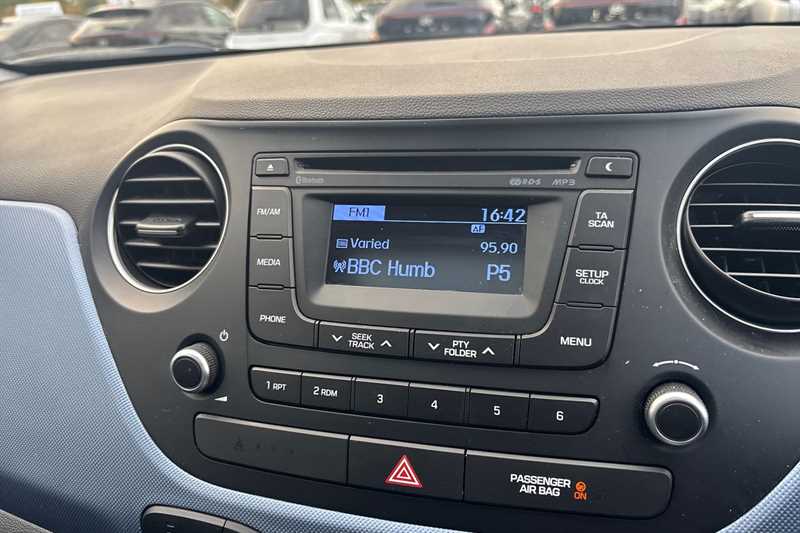 Bluetooth
R·D·S
MP3
FM/AM
MEDIA
PHONE
FM1
16:42
AF
Varied
95.90
BBC Humb
P5
TA
SCAN
SETUP
CLOCK
MENU
SEEK
TRACK
PTY
FOLDER
1 RPT
2 RDM
3
4
5
6
PASSENGER
AIR BAG
ON